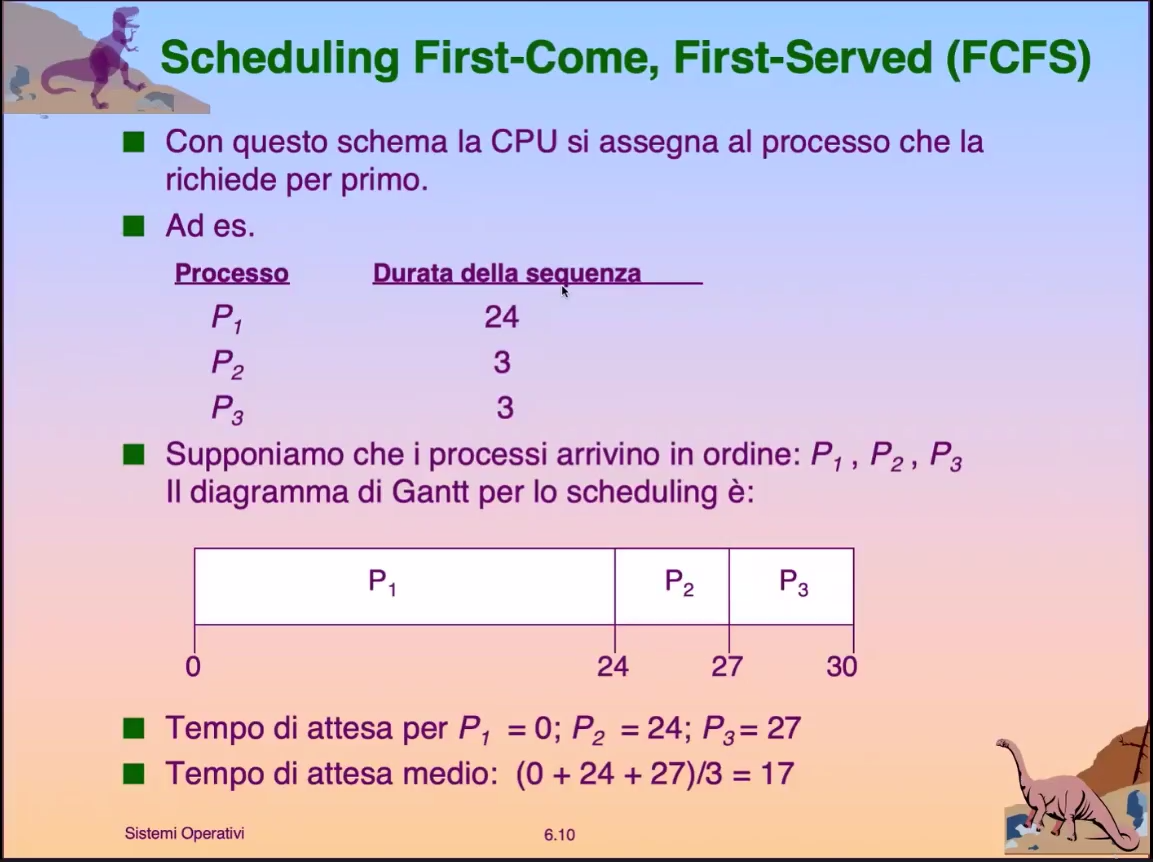 Scheduling First-Come, First-Served (FCFS)
Con questo schema la CPU si assegna al processo che la
richiede per primo.
Ad es.
Processo Durata della sequenza
P1 24
P2 3
P3 3
Supponiamo che i processi arrivino in ordine: P1 , P2 , P3
Il diagramma di Gantt per lo scheduling è:
P1 P2 P3
0 24 27 30
Tempo di attesa per P1 = 0; P2 = 24; P3 = 27
Tempo di attesa medio: (0 + 24 + 27)/3 = 17
Sistemi Operativi 6.10